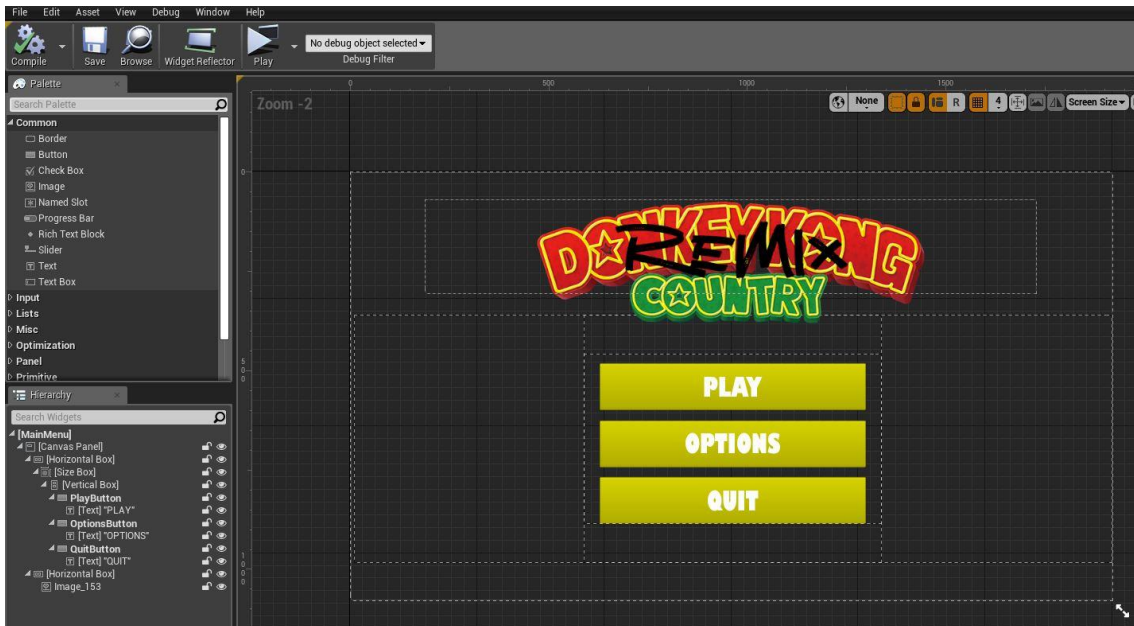 File Edit Asset View Debug Window Help
Compile Save Browse Widget Reflector Play No debug object selected Debug Filter
Palette
Search Palette
Common
Border
Button
Check Box
Image
Named Slot
Progress Bar
Rich Text Block
Slider
Text
Text Box
Input
Lists
Misc
Optimization
Panel
Primitive
Hierarchy
Search Widgets
[MainMenu]
[Canvas Panel]
[Horizontal Box]
[Size Box]
[Vertical Box]
PlayButton
[Text] "PLAY"
OptionsButton
[Text] "OPTIONS"
QuitButton
[Text] "QUIT"
[Horizontal Box]
Image_153
0 500 1000 1500
Zoom -2
None R 4 Screen Size
0
500
1000
DONKEY KONG
REMIX
COUNTRY
PLAY
OPTIONS
QUIT